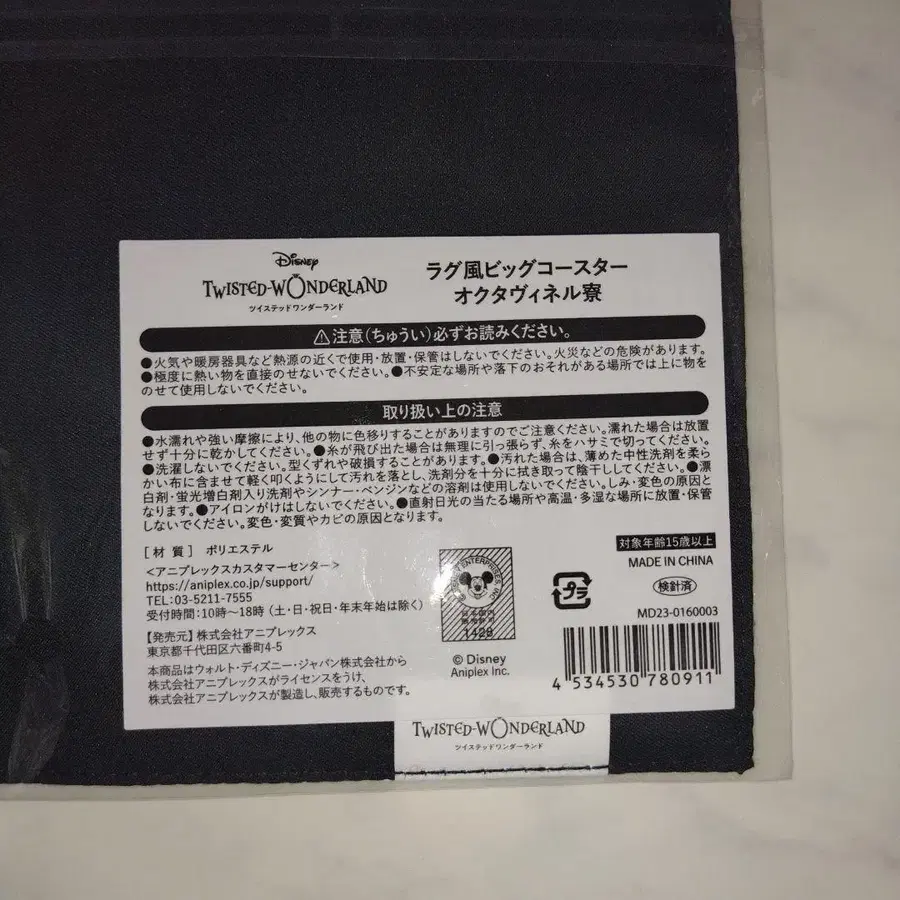 Disney
TWISTED-WONDERLAND
ツイステッドワンダーランド
ラグ風ビッグコースター
オクタヴィネル寮
⚠注意(ちゅうい)必ずお読みください。
●火気や暖房器具など熱源の近くで使用・放置・保管はしないでください。火災などの危険があります。
●極度に熱い物を直接のせないでください。●不安定な場所や落下のおそれがある場所では上に物を
のせて使用しないでください。
取り扱い上の注意
●水濡れや強い摩擦により、他の物に色移りすることがありますのでご注意ください。濡れた場合は放置
せず十分に乾かしてください。●糸が飛び出た場合は無理に引っ張らず、糸をハサミで切ってください。
●洗濯しないでください。型くずれや破損することがあります。●汚れた場合は、薄めた中性洗剤を柔ら
かい布に含ませて軽く叩くようにして汚れを落とし、洗剤分を十分に拭き取って陰干ししてください。●漂
白剤・蛍光増白剤入り洗剤やシンナー・ベンジンなどの溶剤は使用しないでください。しみ・変色の原因と
なります。●アイロンがけはしないでください。●直射日光の当たる場所や高温・多湿な場所に放置・保管
しないでください。変色・変質やカビの原因となります。
[材質] ポリエステル
<アニプレックスカスタマーセンター>
https://aniplex.co.jp/support/
TEL:03-5211-7555
受付時間:10時～18時(土・日・祝日・年末年始は除く)
[発売元]株式会社アニプレックス
東京都千代田区六番町4-5
本商品はウォルト・ディズニー・ジャパン株式会社から
株式会社アニプレックスがライセンスをうけ、
株式会社アニプレックスが製造し、販売するものです。
ENTERPRISES, INC
1428
© Disney
Aniplex Inc.
プラ
対象年齢15歳以上
MADE IN CHINA
検針済
MD23-0160003
4 534530 780911
TWISTED-WONDERLAND
ツイステッドワンダーランド